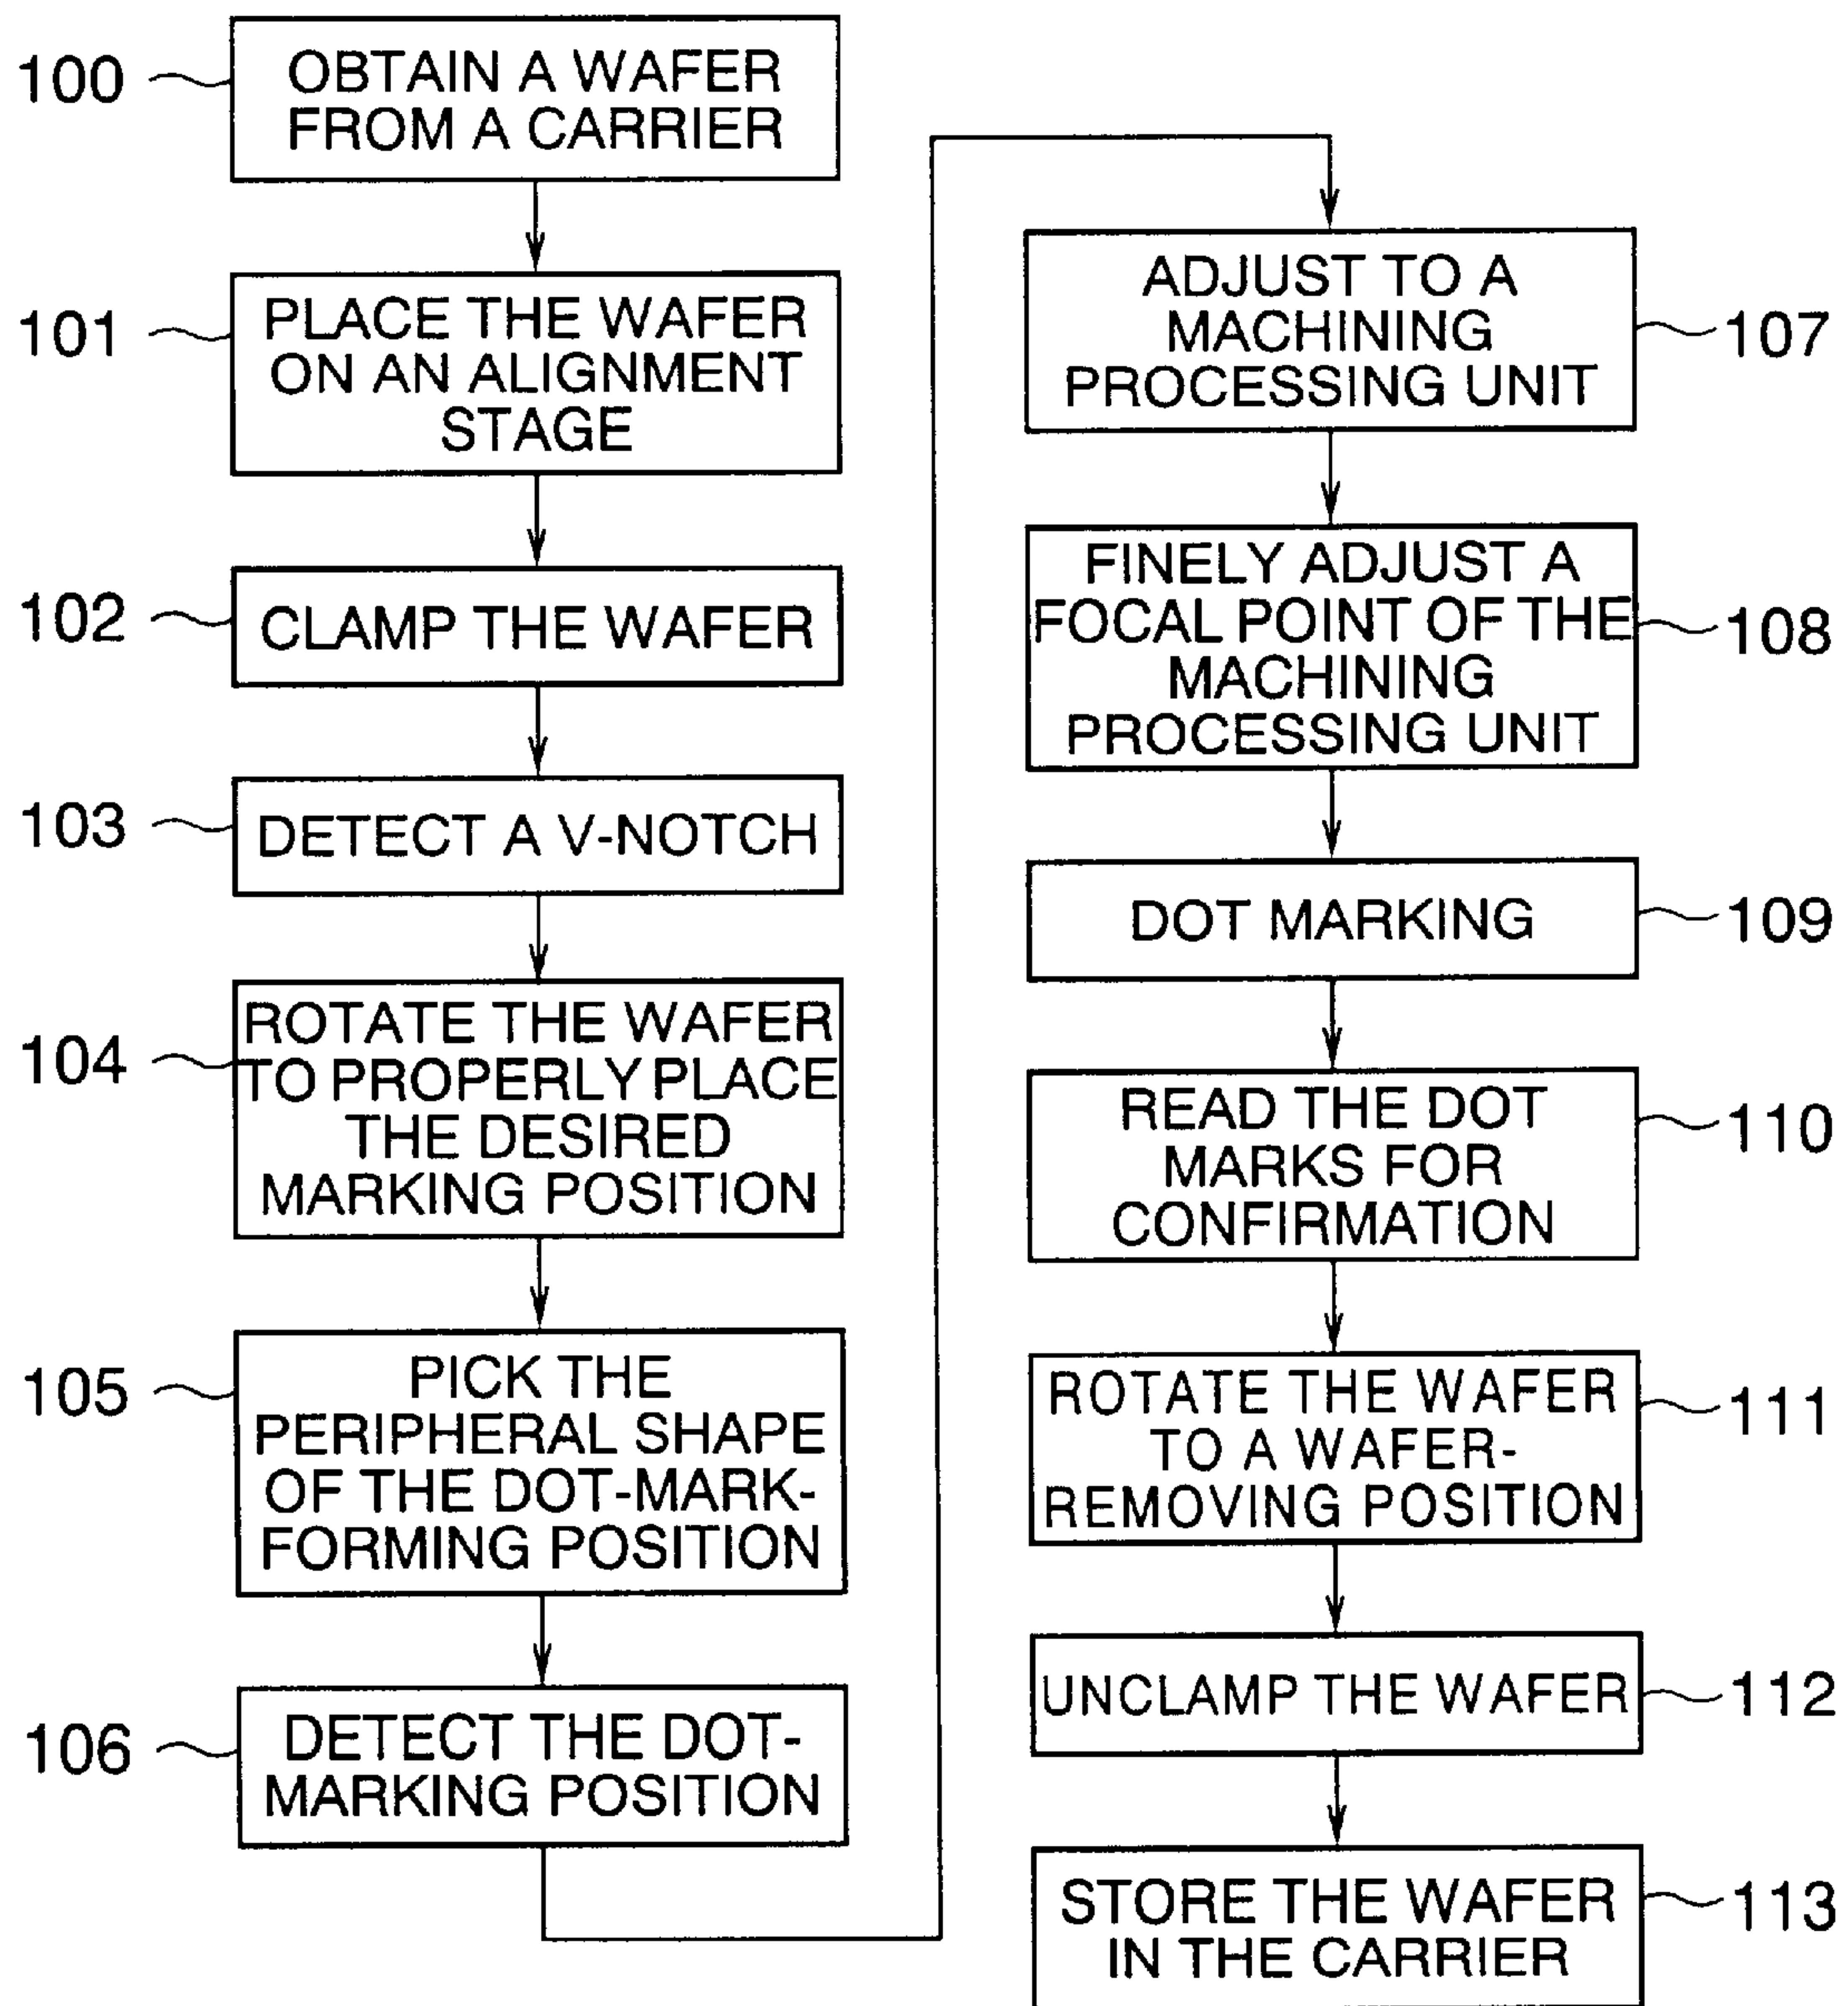 100
OBTAIN A WAFER
FROM A CARRIER
101
PLACE THE WAFER
ON AN ALIGNMENT
STAGE
102
CLAMP THE WAFER
103
DETECT A V-NOTCH
104
ROTATE THE WAFER
TO PROPERLY PLACE
THE DESIRED
MARKING POSITION
105
PICK THE
PERIPHERAL SHAPE
OF THE DOT-MARK-
FORMING POSITION
106
DETECT THE DOT-
MARKING POSITION
ADJUST TO A
MACHINING
PROCESSING UNIT
107
FINELY ADJUST A
FOCAL POINT OF THE
MACHINING
PROCESSING UNIT
108
DOT MARKING
109
READ THE DOT
MARKS FOR
CONFIRMATION
110
ROTATE THE WAFER
TO A WAFER-
REMOVING POSITION
111
UNCLAMP THE WAFER
112
STORE THE WAFER
IN THE CARRIER
113